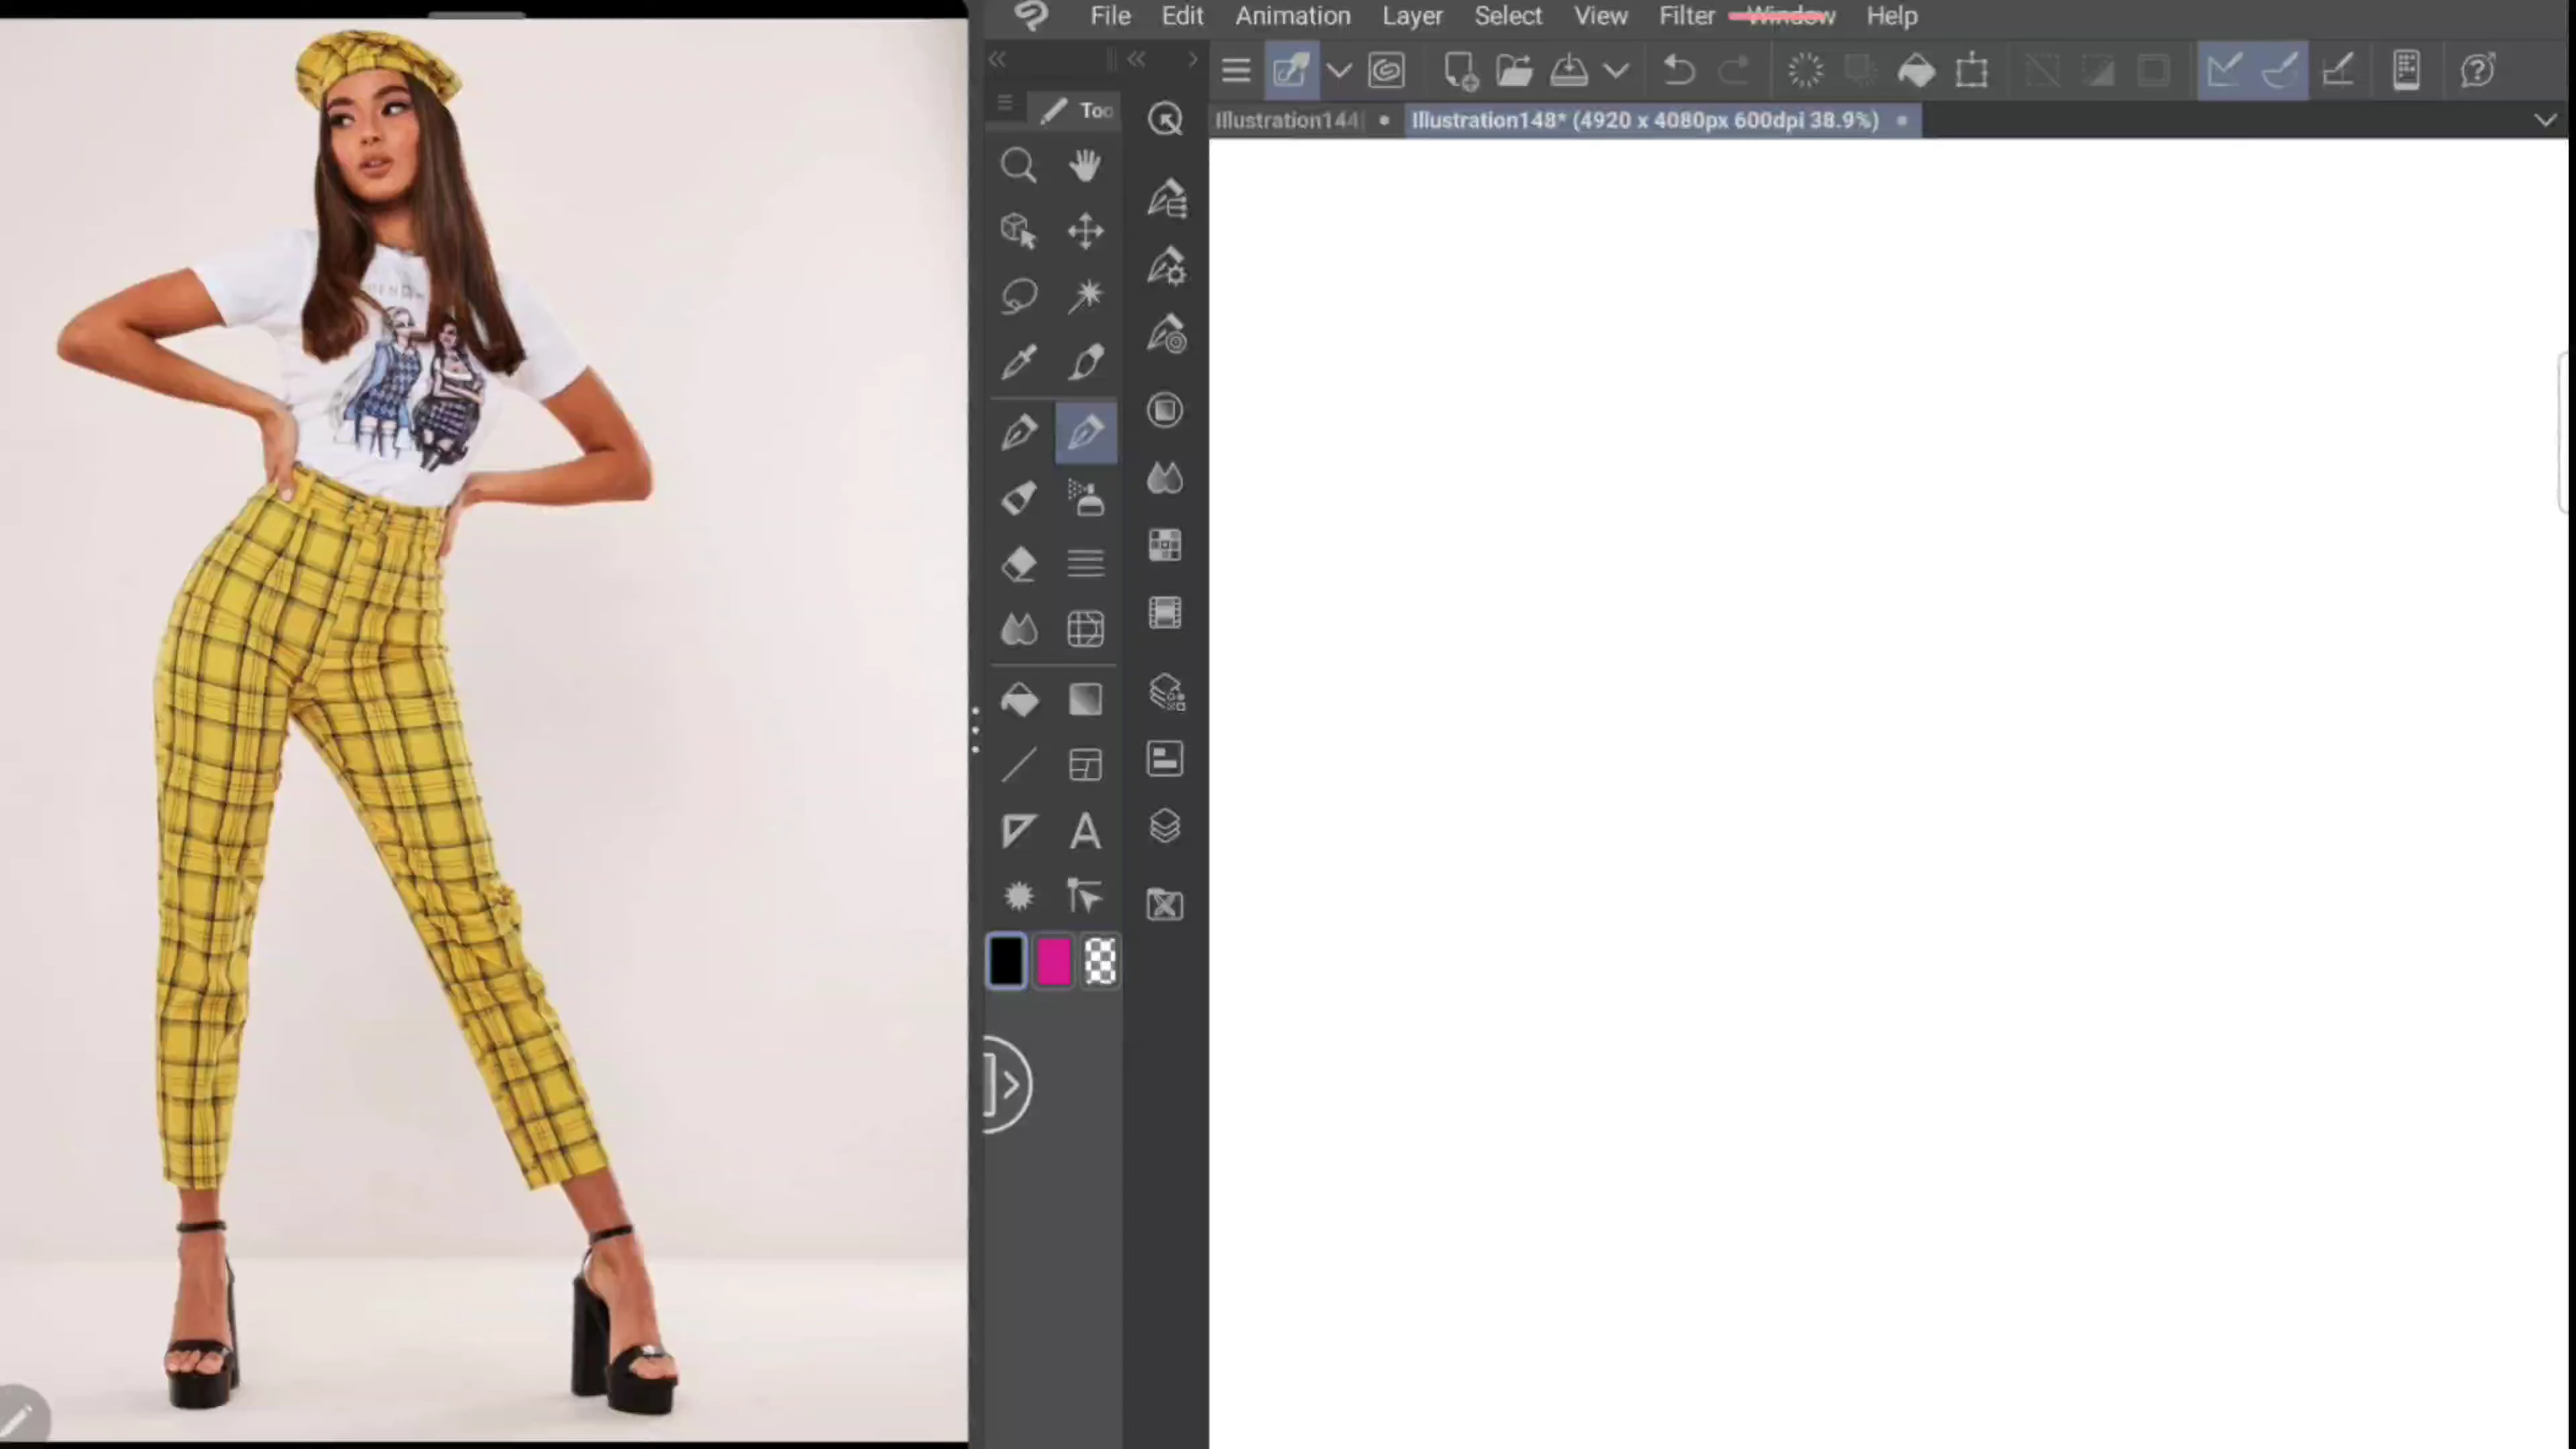 File Edit Animation Layer Select View Filter Window Help
Too
Illustration144
Illustration148* (4920 x 4080px 600dpi 38.9%)
A